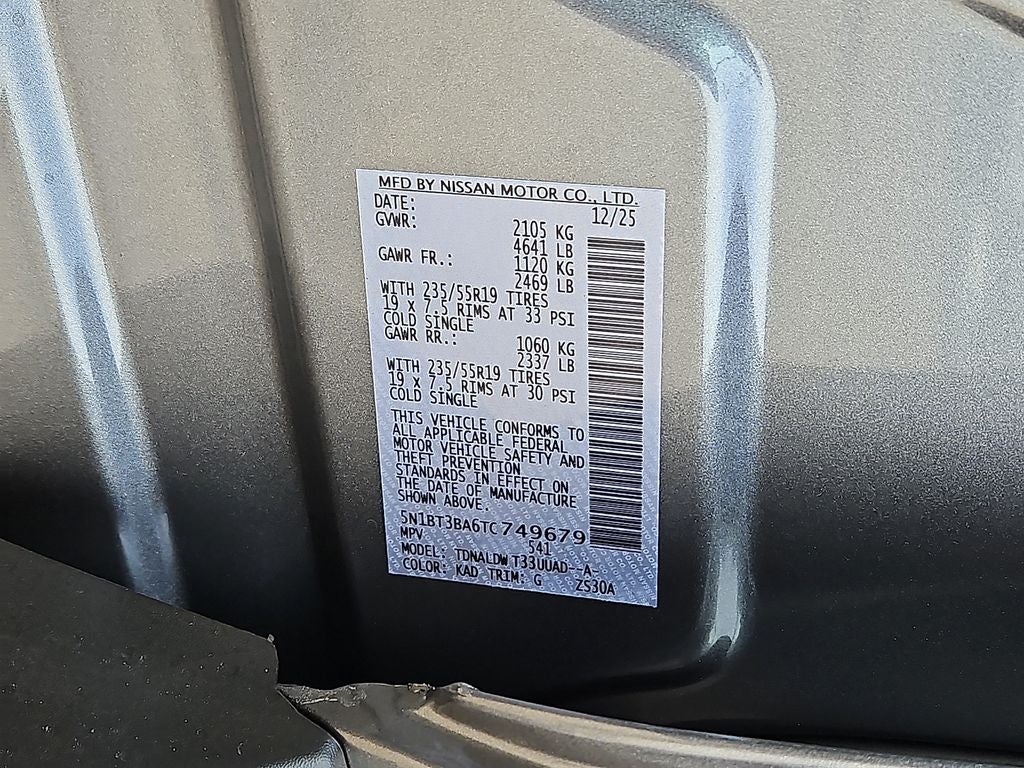 MFD BY NISSAN MOTOR CO., LTD.
DATE: 12/25
GVWR: 2105 KG
4641 LB
GAWR FR.: 1120 KG
2469 LB
WITH 235/55R19 TIRES
19 x 7.5 RIMS AT 33 PSI
COLD SINGLE
GAWR RR.: 1060 KG
2337 LB
WITH 235/55R19 TIRES
19 x 7.5 RIMS AT 30 PSI
COLD SINGLE
THIS VEHICLE CONFORMS TO
ALL APPLICABLE FEDERAL
MOTOR VEHICLE SAFETY AND
THEFT PREVENTION
STANDARDS IN EFFECT ON
THE DATE OF MANUFACTURE
SHOWN ABOVE.
5N1BT3BA6TC749679
MPV 541
MODEL: TDNALDW T33UUAD--A-
COLOR: KAD TRIM: G ZS30A